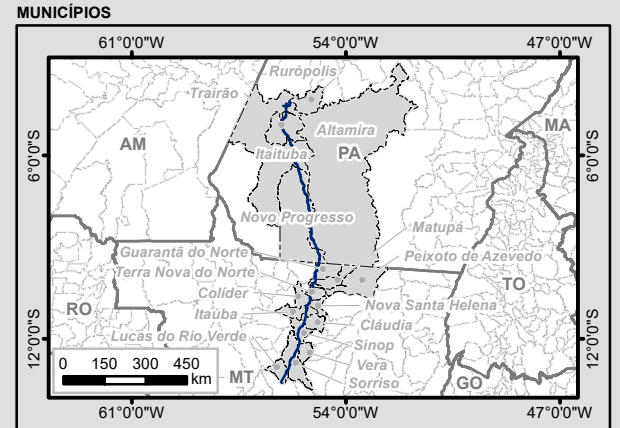 MUNICÍPIOS
61°0'0"W 54°0'0"W 47°0'0"W
Rurópolis
Trairão
MA
AM
Altamira
6°0'0"S
6°0'0"S
Itaituba
PA
Novo Progresso
Matupá
Guarantã do Norte
Peixoto de Azevedo
Terra Nova do Norte
TO
Colíder
Nova Santa Helena
RO
Itaúba
Cláudia
Lucas do Rio Verde
Sinop
12°0'0"S
12°0'0"S
Vera
0 150 300 450
km
MT
Sorriso
GO
61°0'0"W 54°0'0"W 47°0'0"W